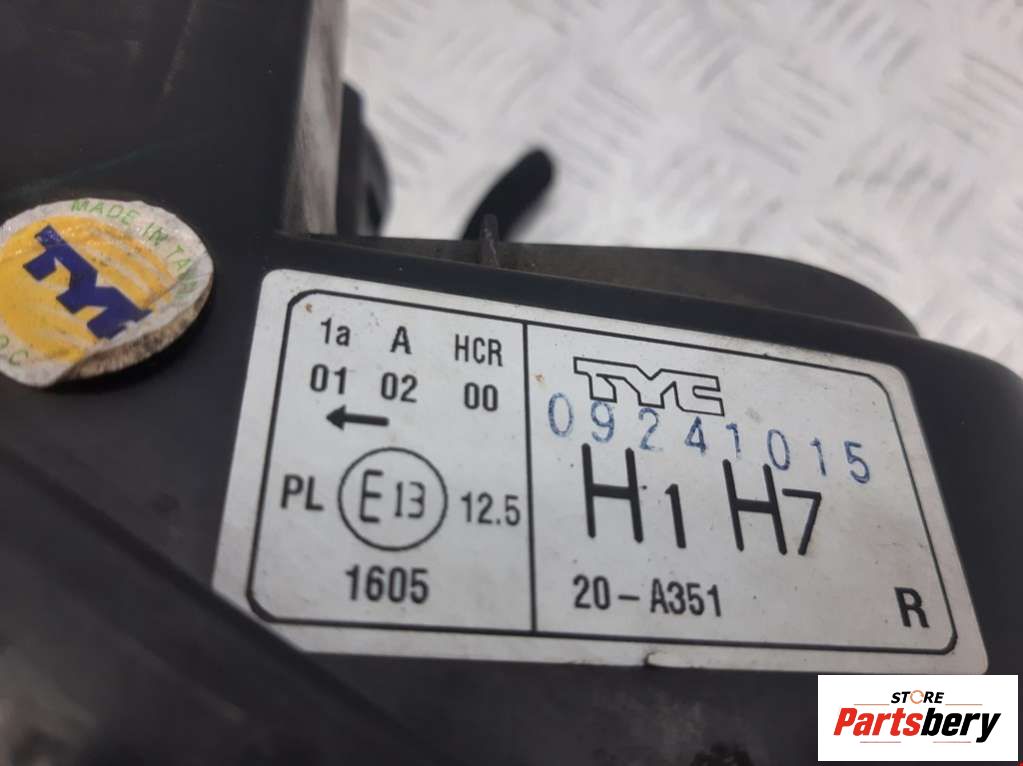 MADE IN TAI
TYC
O.C.
1a A HCR
01 02 00
PL E13 12.5
1605
TYC
09241015
H1 H7
20-A351
R
STORE
Partsbery